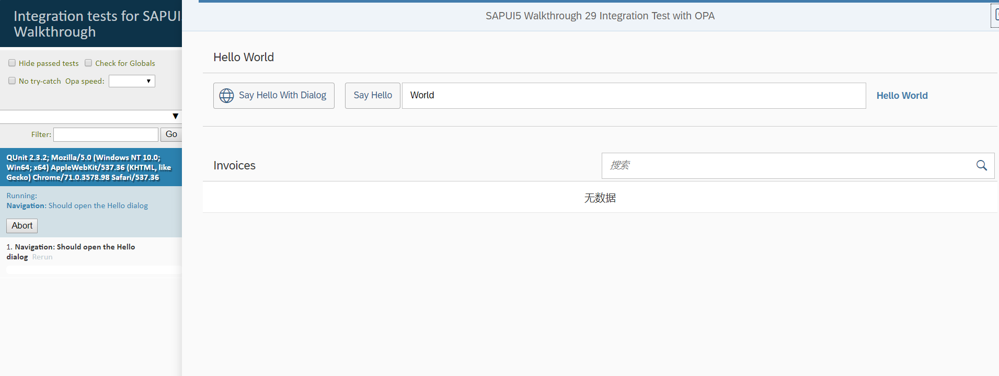 Integration tests for SAPUI
Walkthrough
Hide passed tests Check for Globals
No try-catch Opa speed:
Filter: Go
QUnit 2.3.2; Mozilla/5.0 (Windows NT 10.0;
Win64; x64) AppleWebKit/537.36 (KHTML, like
Gecko) Chrome/71.0.3578.98 Safari/537.36
Running:
Navigation: Should open the Hello dialog
Abort
1. Navigation: Should open the Hello
dialog Rerun
SAPUI5 Walkthrough 29 Integration Test with OPA
Hello World
Say Hello With Dialog Say Hello World Hello World
Invoices 搜索
无数据